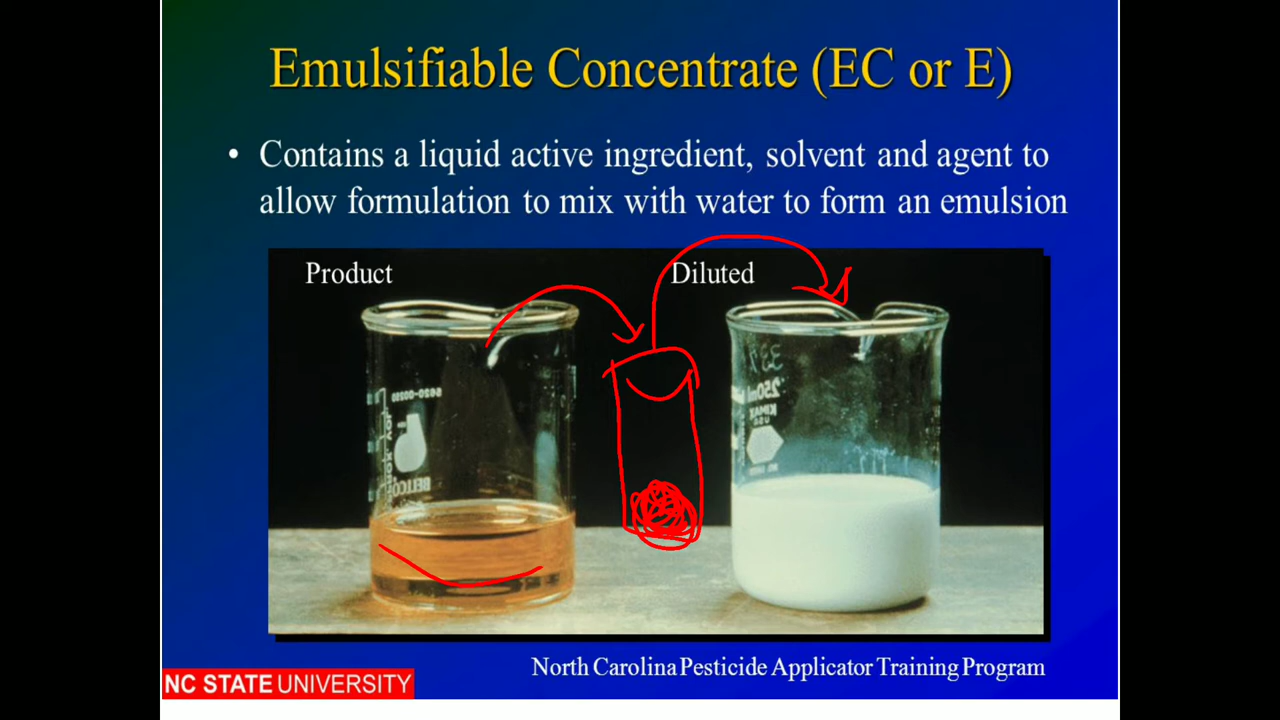 Emulsifiable Concentrate (EC or E)
• Contains a liquid active ingredient, solvent and agent to
allow formulation to mix with water to form an emulsion
Product
Diluted
North Carolina Pesticide Applicator Training Program
NC STATE UNIVERSITY